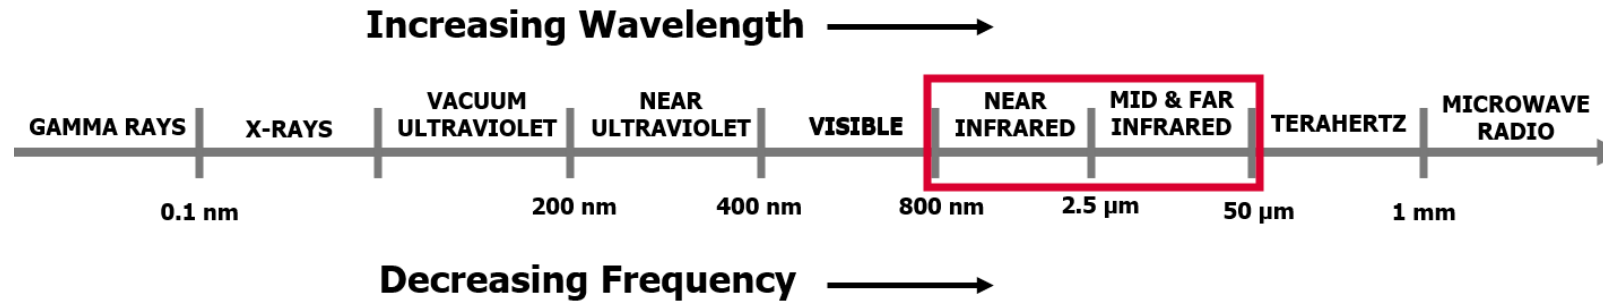 Increasing Wavelength
GAMMA RAYS
X-RAYS
VACUUM
ULTRAVIOLET
NEAR
ULTRAVIOLET
VISIBLE
NEAR
INFRARED
MID & FAR
INFRARED
TERAHERTZ
MICROWAVE
RADIO
0.1 nm
200 nm
400 nm
800 nm
2.5 μm
50 μm
1 mm
Decreasing Frequency